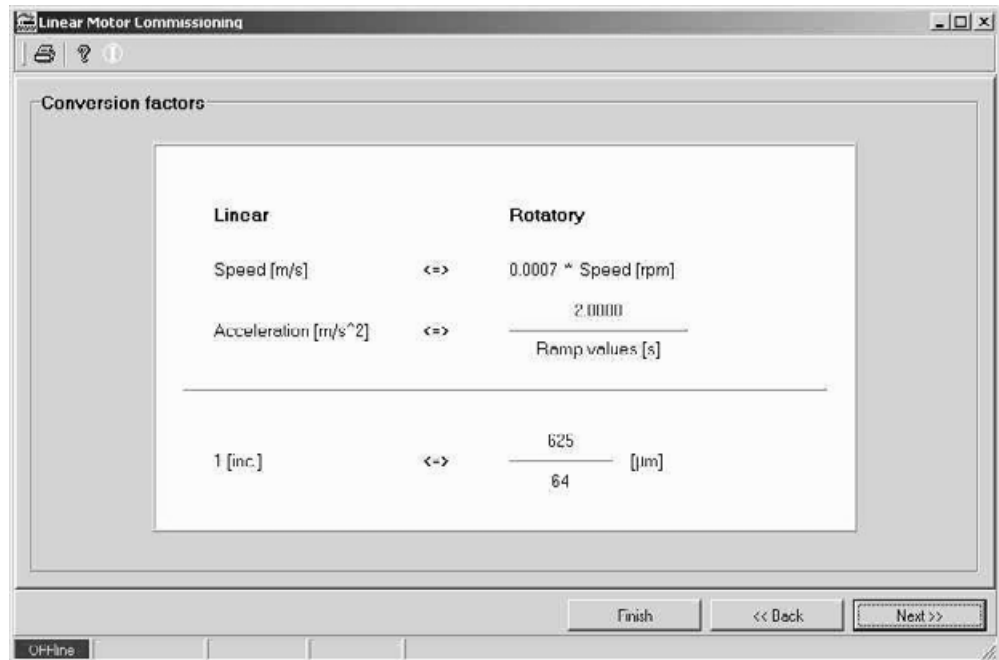 Linear Motor Commissioning
Conversion factors
Linear Rotatory
Speed [m/s] <=> 0.0007 * Speed [rpm]
2.0000
Acceleration [m/s^2] <=>
Ramp values [s]
625
1 [inc.] <=> [µm]
64
Finish << Back Next >>
Offline